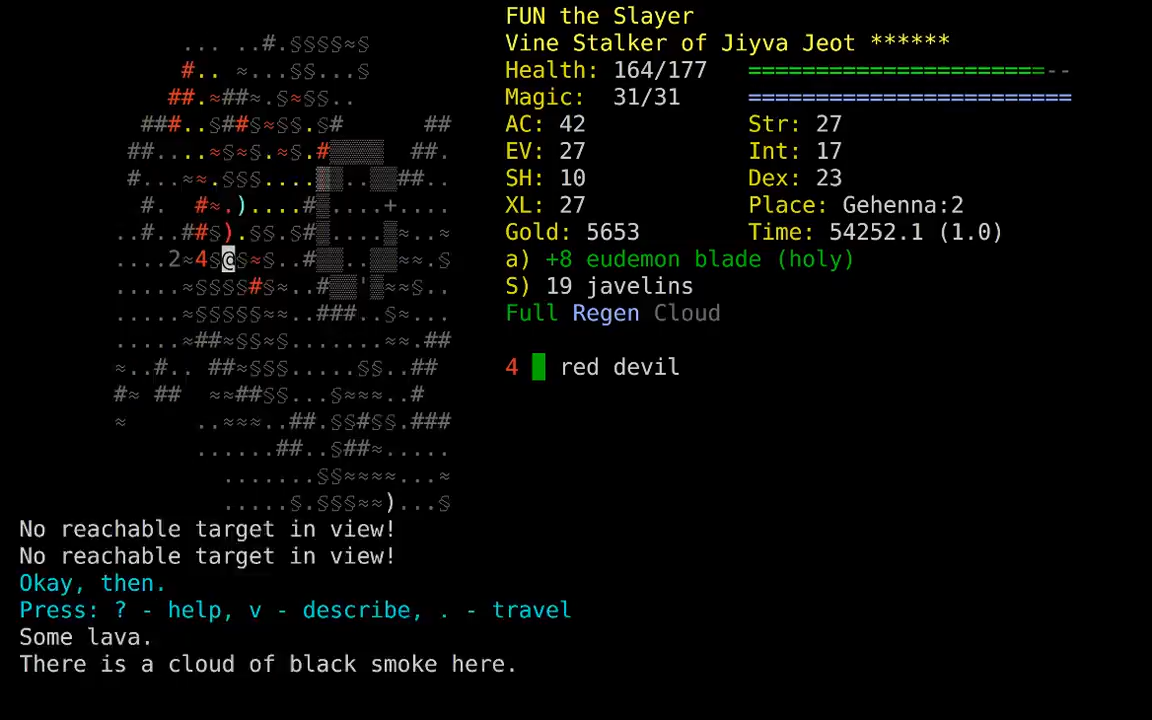 FUN the Slayer
Vine Stalker of Jiyva Jeot ******
Health: 164/177
Magic: 31/31
AC: 42 Str: 27
EV: 27 Int: 17
SH: 10 Dex: 23
XL: 27 Place: Gehenna:2
Gold: 5653 Time: 54252.1 (1.0)
a) +8 eudemon blade (holy)
S) 19 javelins
Full Regen Cloud
4 red devil
No reachable target in view!
No reachable target in view!
Okay, then.
Press: ? - help, v - describe, . - travel
Some lava.
There is a cloud of black smoke here.